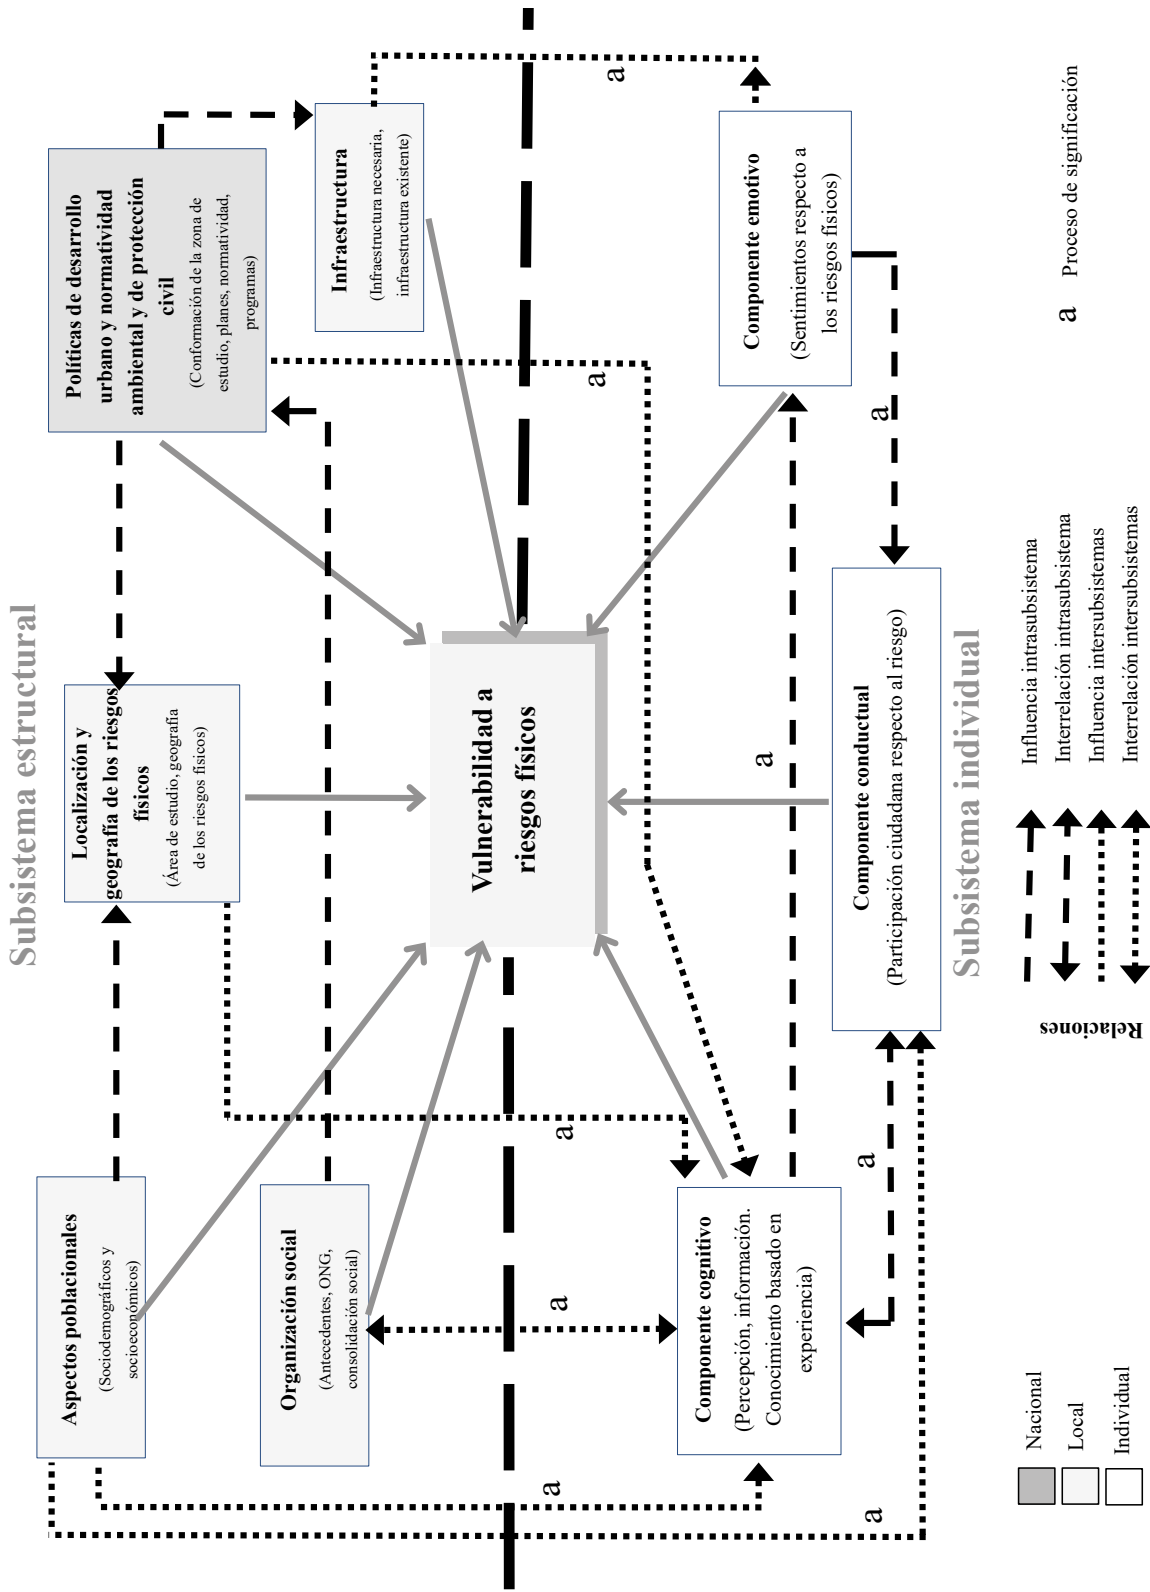 Subsistema estructural
Aspectos poblacionales
(Sociodemográficos y
socioeconómicos)
Localización y
geografía de los riesgos
físicos
(Área de estudio, geografía
de los riesgos físicos)
Políticas de desarrollo
urbano y normatividad
ambiental y de protección
civil
(Conformación de la zona de
estudio, planes, normatividad,
programas)
Organización social
(Antecedentes, ONG,
consolidación social)
Infraestructura
(Infraestructura necesaria,
infraestructura existente)
Vulnerabilidad a
riesgos físicos
a
a
a
a
a
a
Componente cognitivo
(Percepción, información.
Conocimiento basado en
experiencia)
Componente emotivo
(Sentimientos respecto a
los riesgos físicos)
a
a
a
a
Componente conductual
(Participación ciudadana respecto al riesgo)
Subsistema individual
Nacional
Local
Individual
Relaciones
Influencia intrasubsistema
Interrelación intrasubsistema
Influencia intersubsistemas
Interrelación intersubsistemas
a Proceso de significación